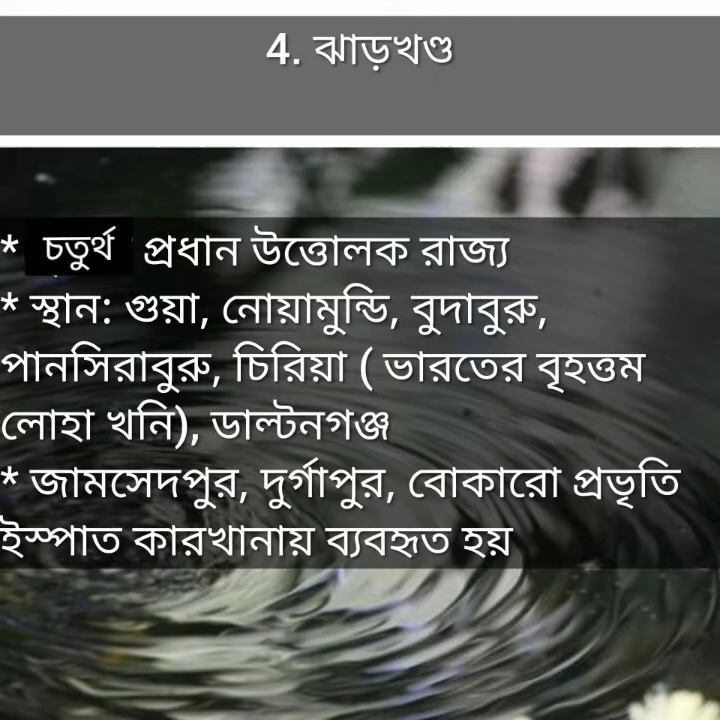 4. ঝাড়খণ্ড
* চতুর্থ প্রধান উত্তোলক রাজ্য
* স্থান: গুয়া, নোয়ামুন্ডি, বুদাবুরু,
পানসিরাবুরু, চিরিয়া ( ভারতের বৃহত্তম
লোহা খনি), ডাল্টনগঞ্জ
* জামসেদপুর, দুর্গাপুর, বোকারো প্রভৃতি
ইস্পাত কারখানায় ব্যবহৃত হয়